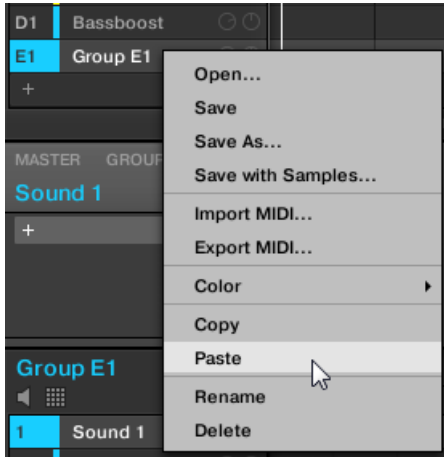 D1 Bassboost
E1 Group E1
+
Open...
Save
Save As...
Save with Samples...
Import MIDI...
Export MIDI...
Color
Copy
Paste
Rename
Delete
MASTER GROUP
Sound 1
+
Group E1
1 Sound 1